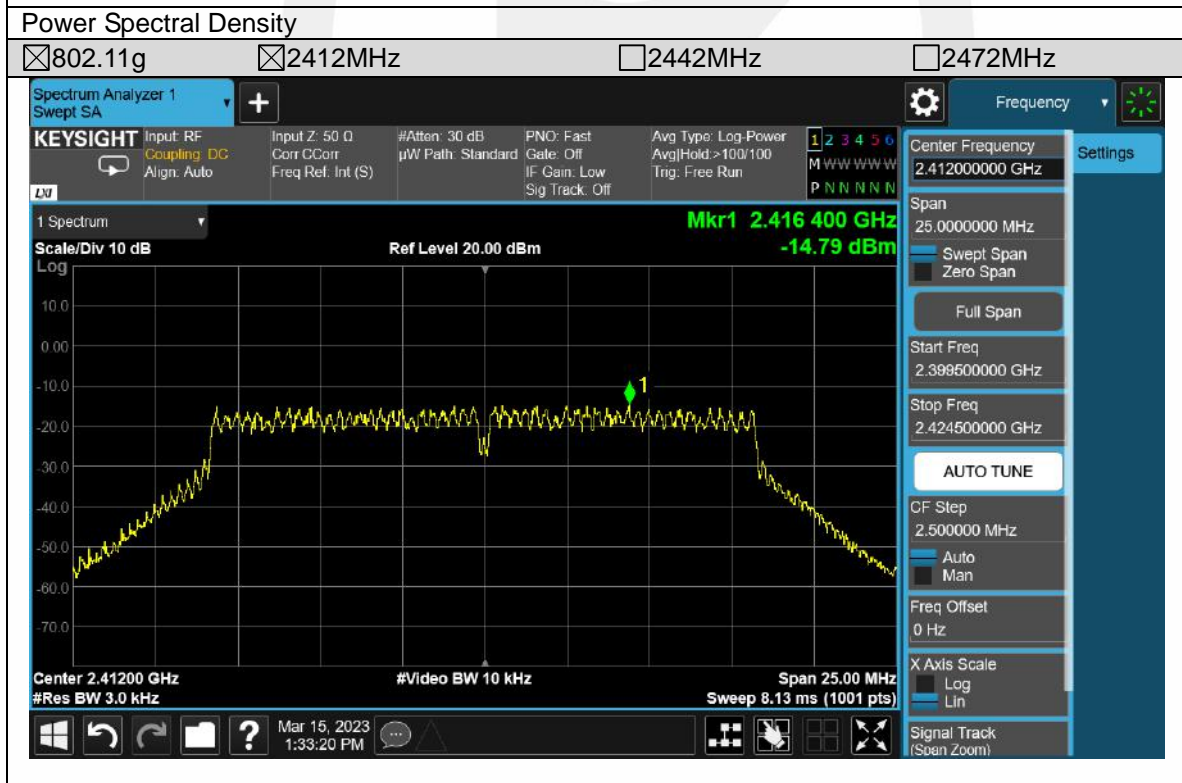 Power Spectral Density
☒802.11g ☒2412MHz ☐2442MHz ☐2472MHz
Spectrum Analyzer 1
Swept SA
+
Frequency
KEYSIGHT
LXI
Input: RF
Coupling: DC
Align: Auto
Input Z: 50 Ω
Corr CCorr
Freq Ref: Int (S)
#Atten: 30 dB
µW Path: Standard
PNO: Fast
Gate: Off
IF Gain: Low
Sig Track: Off
Avg Type: Log-Power
Avg|Hold:>100/100
Trig: Free Run
1 2 3 4 5 6
M W W W W W
P N N N N N
1 Spectrum
Scale/Div 10 dB
Ref Level 20.00 dBm
Mkr1 2.416 400 GHz
-14.79 dBm
Log
10.0
0.00
-10.0
-20.0
-30.0
-40.0
-50.0
-60.0
-70.0
1
Center 2.41200 GHz
#Video BW 10 kHz
Span 25.00 MHz
#Res BW 3.0 kHz
Sweep 8.13 ms (1001 pts)
Center Frequency
2.412000000 GHz
Settings
Span
25.0000000 MHz
Swept Span
Zero Span
Full Span
Start Freq
2.399500000 GHz
Stop Freq
2.424500000 GHz
AUTO TUNE
CF Step
2.500000 MHz
Auto
Man
Freq Offset
0 Hz
X Axis Scale
Log
Lin
Signal Track
(Span Zoom)
?
Mar 15, 2023
1:33:20 PM